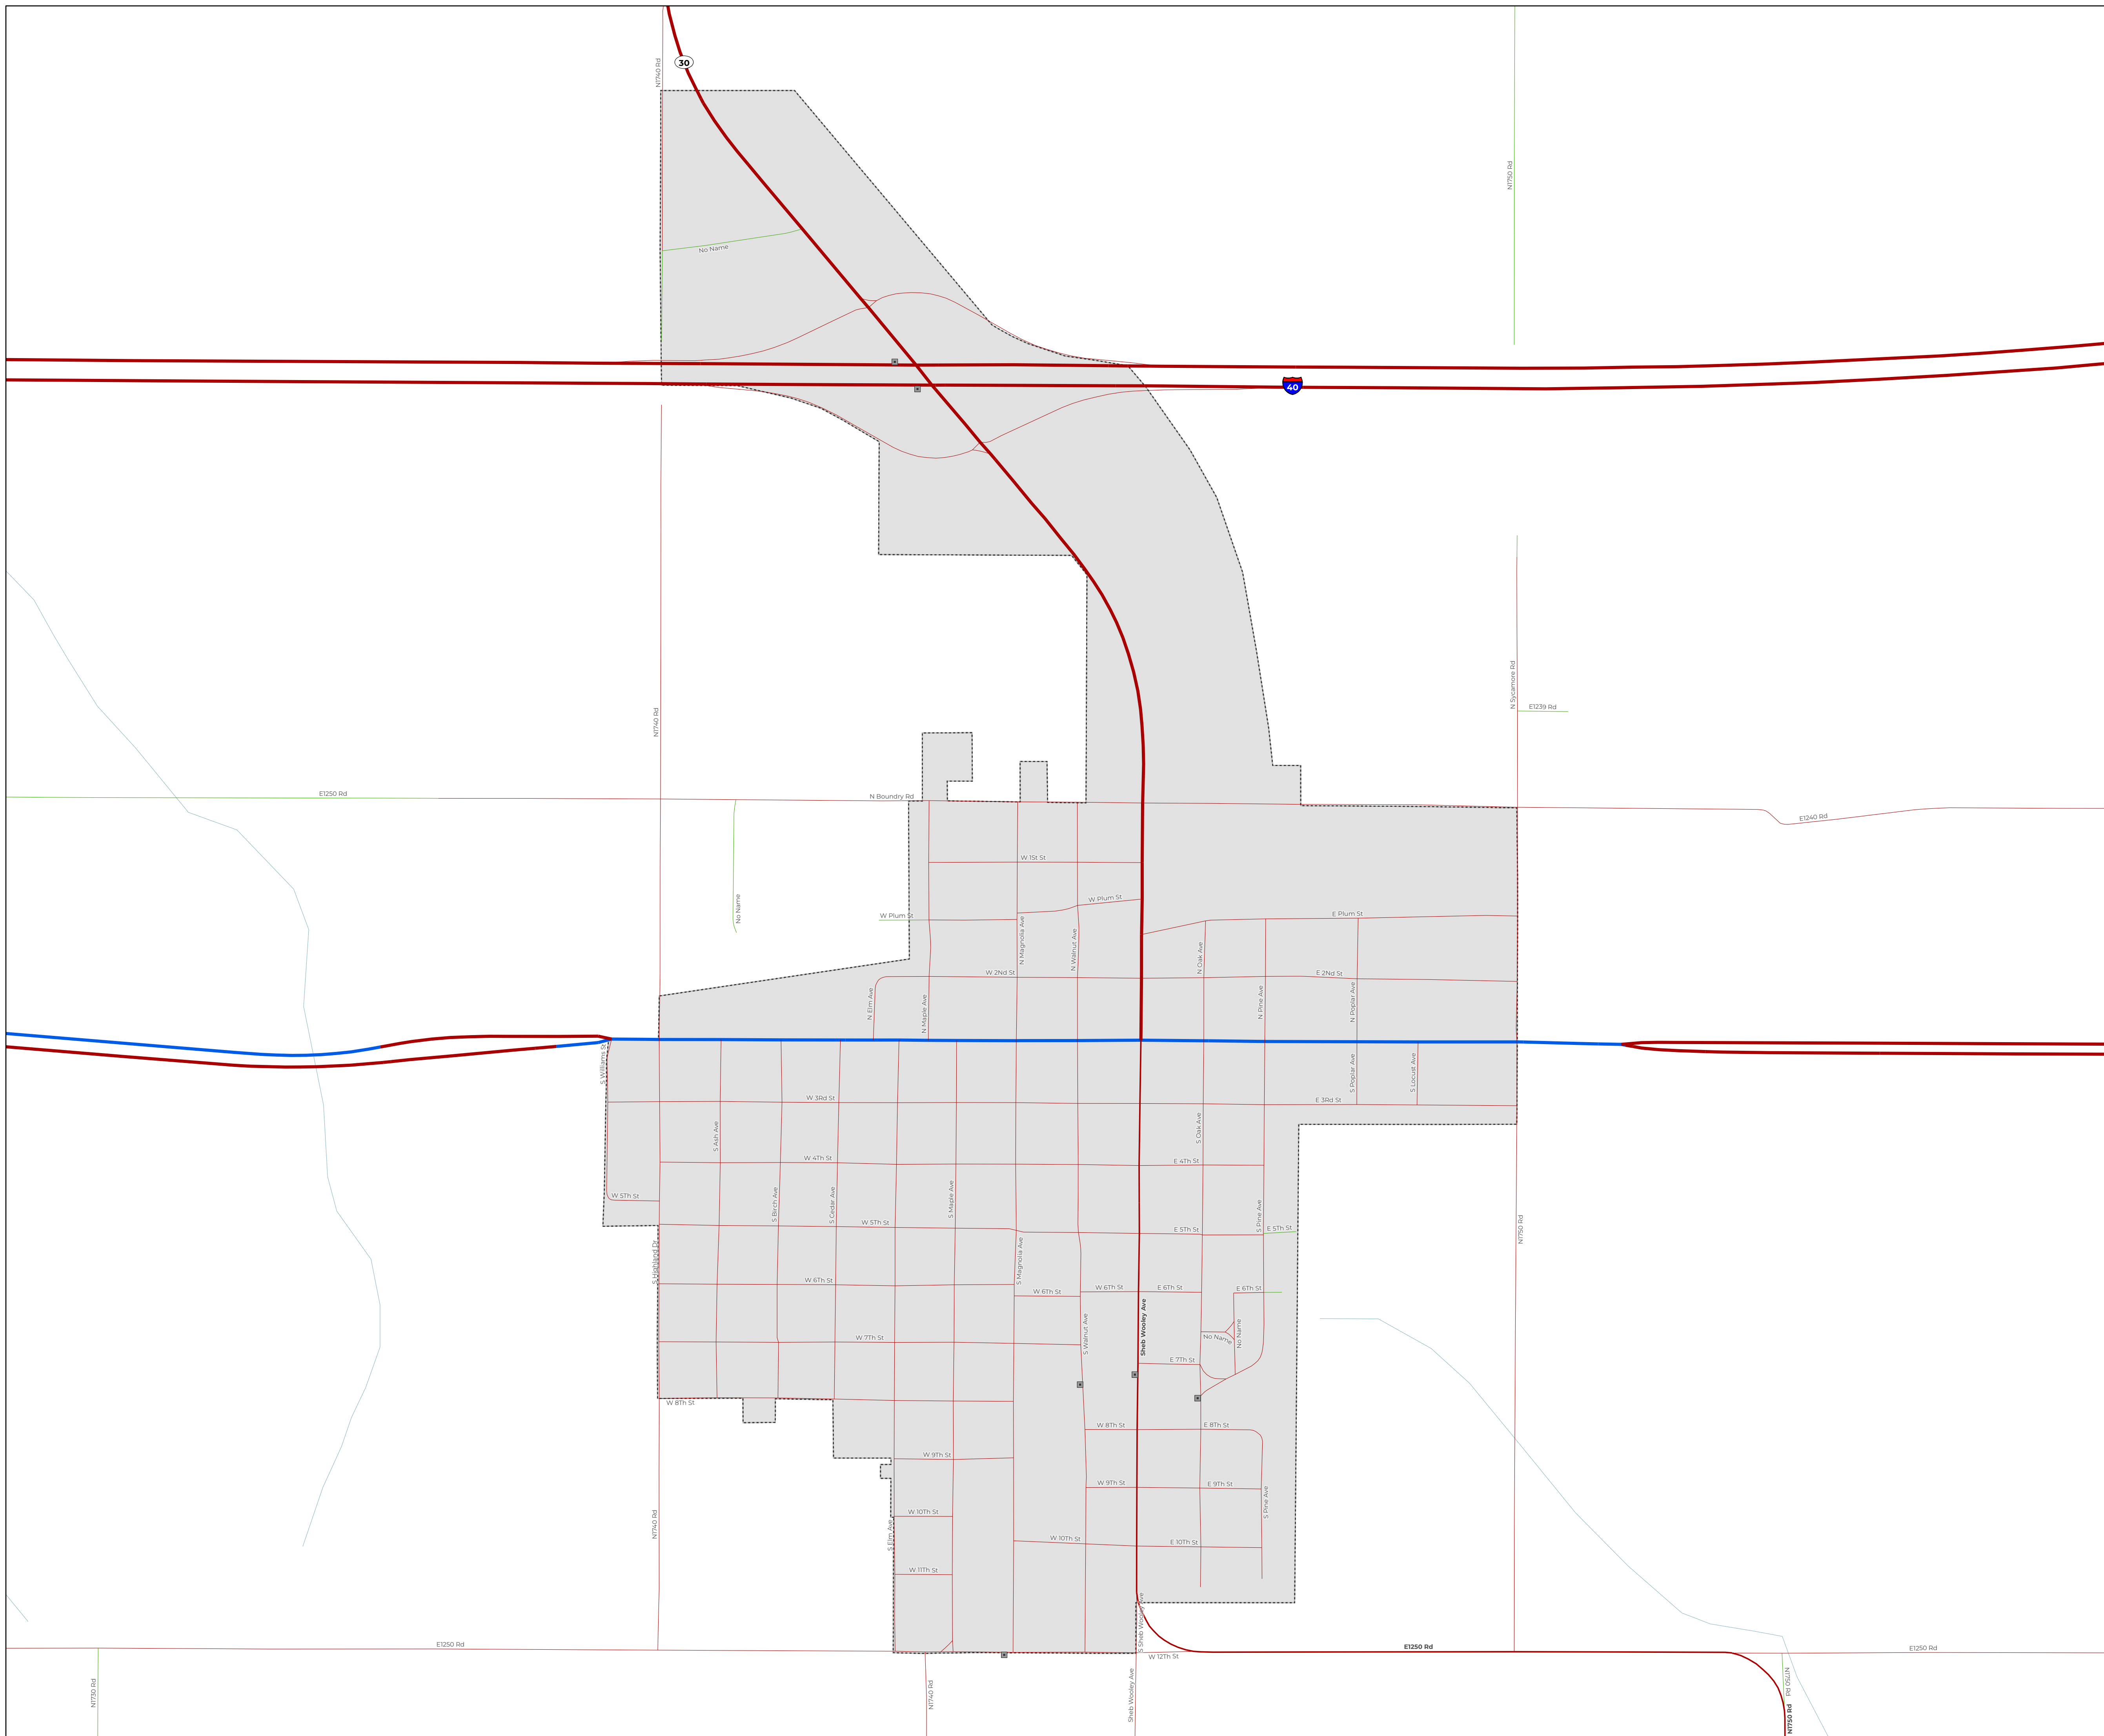 N1740 Rd
30
N1750 Rd
No Name
40
N Sycamore Rd
E1239 Rd
N1740 Rd
E1250 Rd
N Boundry Rd
E1240 Rd
No Name
W 1St St
W Plum St
W Plum St
E Plum St
N Magnolia Ave
N Walnut Ave
N Oak Ave
W 2Nd St
E 2Nd St
N Elm Ave
N Maple Ave
N Pine Ave
N Poplar Ave
S Williams St
S Poplar Ave
S Locust Ave
W 3Rd St
E 3Rd St
S Ash Ave
S Oak Ave
W 4Th St
E 4Th St
W 5Th St
S Birch Ave
S Cedar Ave
S Maple Ave
S Pine Ave
W 5Th St
E 5Th St
E 5Th St
N1750 Rd
S Highland Dr
S Magnolia Ave
W 6Th St
W 6Th St
W 6Th St
E 6Th St
E 6Th St
S Walnut Ave
Sheb Wooley Ave
No Name
No Name
W 7Th St
E 7Th St
W 8Th St
W 8Th St
E 8Th St
W 9Th St
W 9Th St
E 9Th St
S Pine Ave
N1740 Rd
S Elm Ave
W 10Th St
W 10Th St
E 10Th St
W 11Th St
S Sheb Wooley Ave
E1250 Rd
W 12Th St
E1250 Rd
E1250 Rd
N1730 Rd
N1740 Rd
Sheb Wooley Ave
N1750 Rd
N1750 Rd